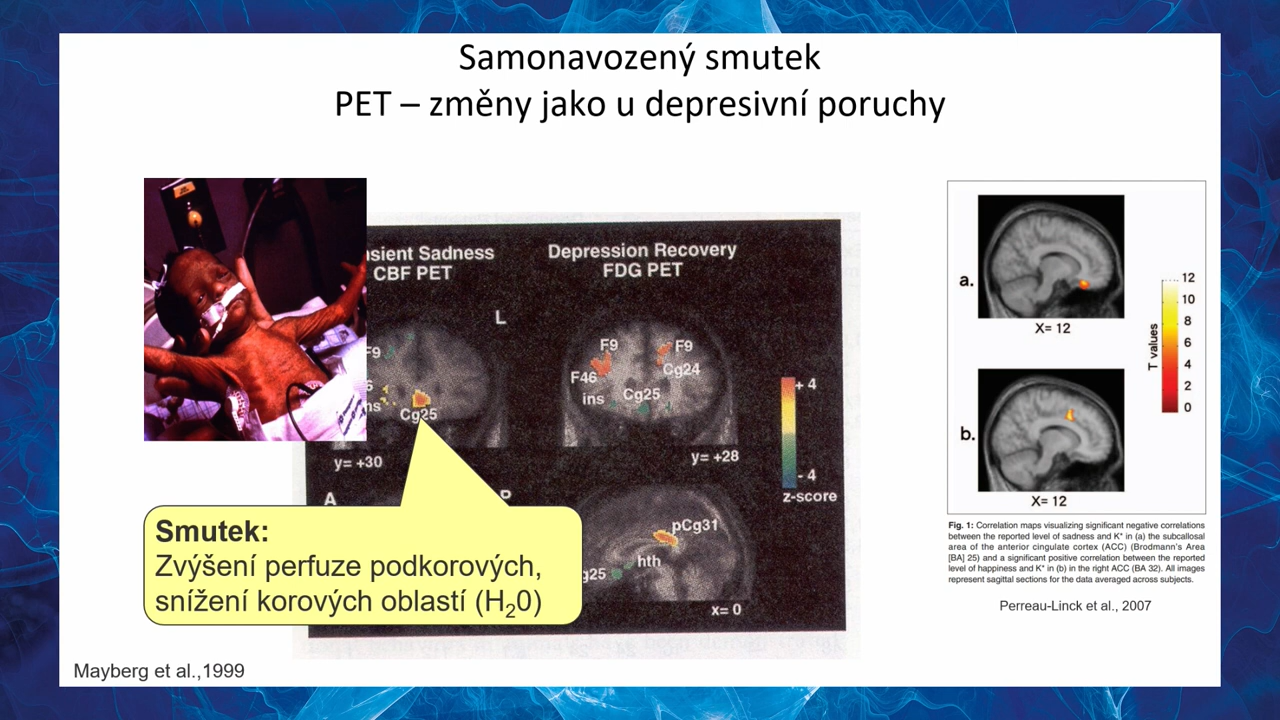 Samonavozený smutek
PET – změny jako u depresivní poruchy
nsient Sadness
CBF PET
Depression Recovery
FDG PET
L
F9
Cg25
y= +30
F9
F9
F46
Cg24
ins
Cg25
y= +28
+ 4
- 4
z-score
A
pCg31
hth
g25
x= 0
Smutek:
Zvýšení perfuze podkorových,
snížení korových oblastí (H₂0)
Mayberg et al.,1999
a.
X= 12
b.
X= 12
T values
12
10
8
6
4
2
0
Fig. 1: Correlation maps visualizing significant negative correlations
between the reported level of sadness and K* in (a) the subcallosal
area of the anterior cingulate cortex (ACC) (Brodmann's Area
[BA] 25) and a significant positive correlation between the reported
level of happiness and K* in (b) in the right ACC (BA 32). All images
represent sagittal sections for the data averaged across subjects.
Perreau-Linck et al., 2007